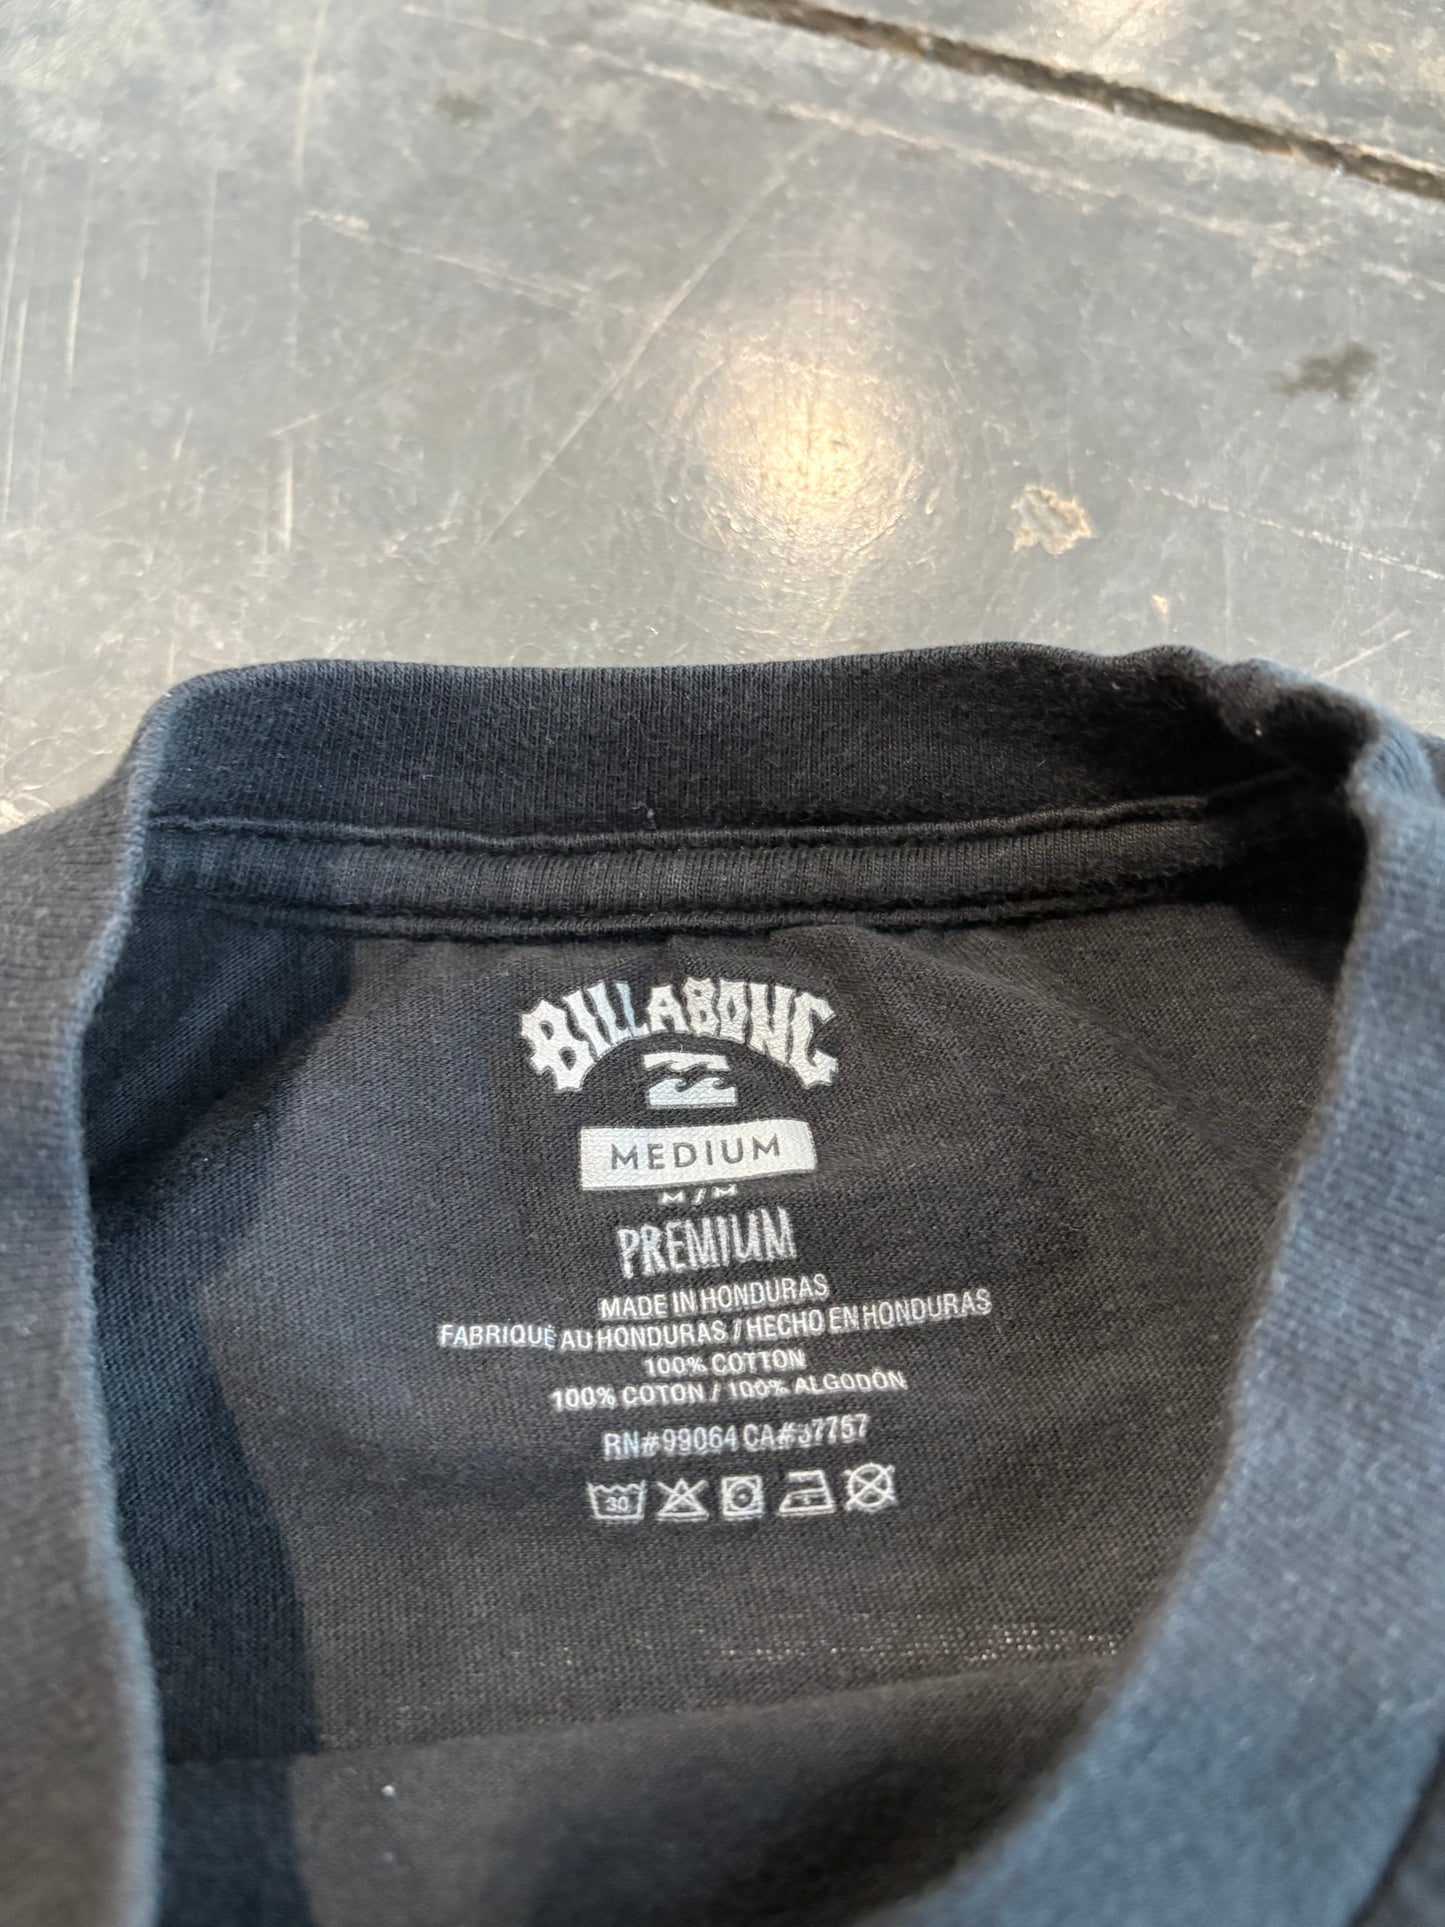 BILLABONG
MEDIUM
M / M
PREMIUM
MADE IN HONDURAS
FABRIQUÉ AU HONDURAS / HECHO EN HONDURAS
100% COTTON
100% COTON / 100% ALGODÓN
RN#99064 CA#37757
30